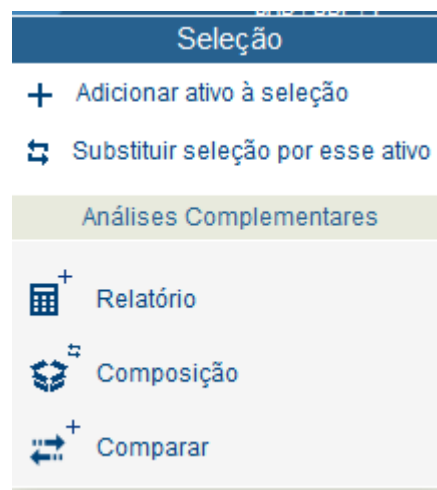 Seleção
Adicionar ativo à seleção
Substituir seleção por esse ativo
Análises Complementares
Relatório
Composição
Comparar